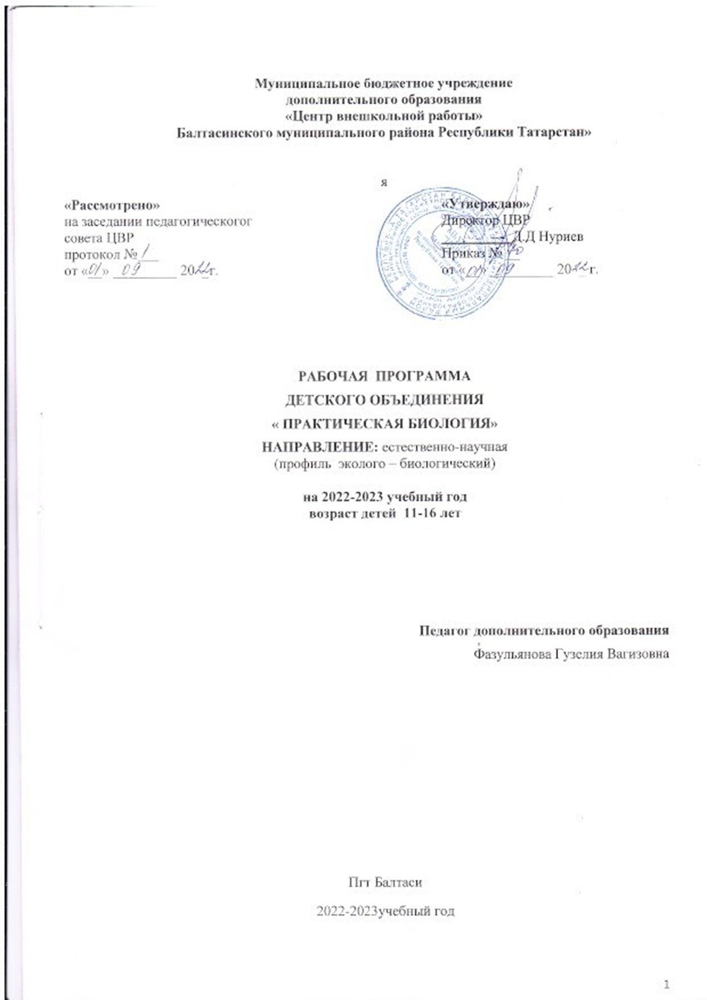 Муниципальное бюджетное учреждение
дополнительного образования
«Центр внешкольной работы»
Балтасинского муниципального района Республики Татарстан»
я
«Рассмотрено»
на заседании педагогическогог
совета ЦВР
протокол № 1
от «01» 09 2022г.
«Утверждаю»
Директор ЦВР
Д.Д Нуриев
Приказ №
от «01» 09 2022г.
РАБОЧАЯ ПРОГРАММА
ДЕТСКОГО ОБЪЕДИНЕНИЯ
« ПРАКТИЧЕСКАЯ БИОЛОГИЯ»
НАПРАВЛЕНИЕ: естественно-научная
(профиль эколого – биологический)
на 2022-2023 учебный год
возраст детей 11-16 лет
Педагог дополнительного образования
Фазульянова Гузелия Вагизовна
Пгт Балтаси
2022-2023учебный год
1